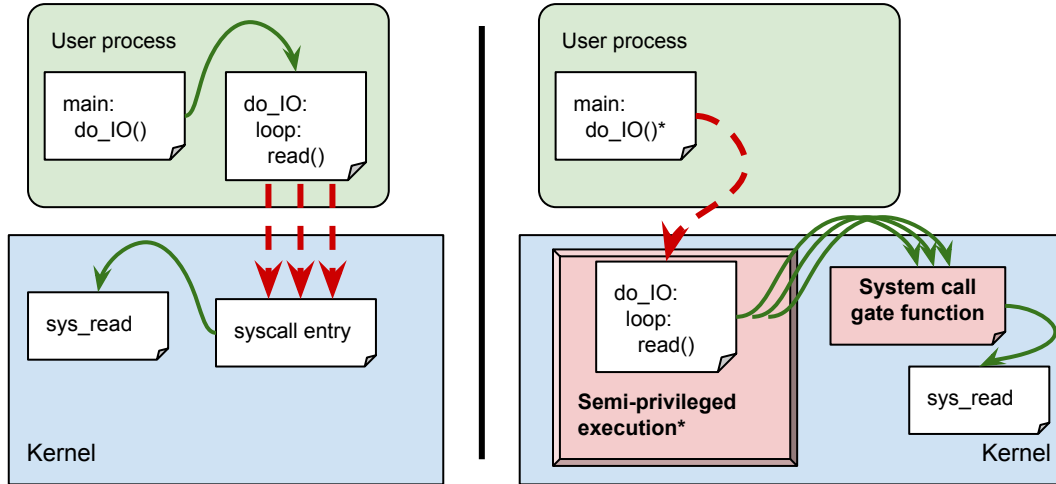 User process
main:
do_IO()
do_IO:
loop:
read()
sys_read
syscall entry
Kernel
User process
main:
do_IO()*
do_IO:
loop:
read()
Semi-privileged
execution*
System call
gate function
sys_read
Kernel